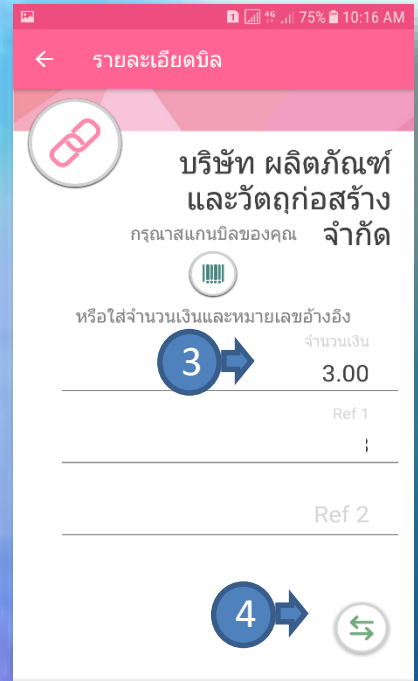 1 4G 75% 10:16 AM
รายละเอียดบิล
บริษัท ผลิตภัณฑ์
และวัตถุก่อสร้าง
จำกัด
กรุณาสแกนบิลของคุณ
หรือใส่จำนวนเงินและหมายเลขอ้างอิง
จำนวนเงิน
3
3.00
Ref 1
Ref 2
4